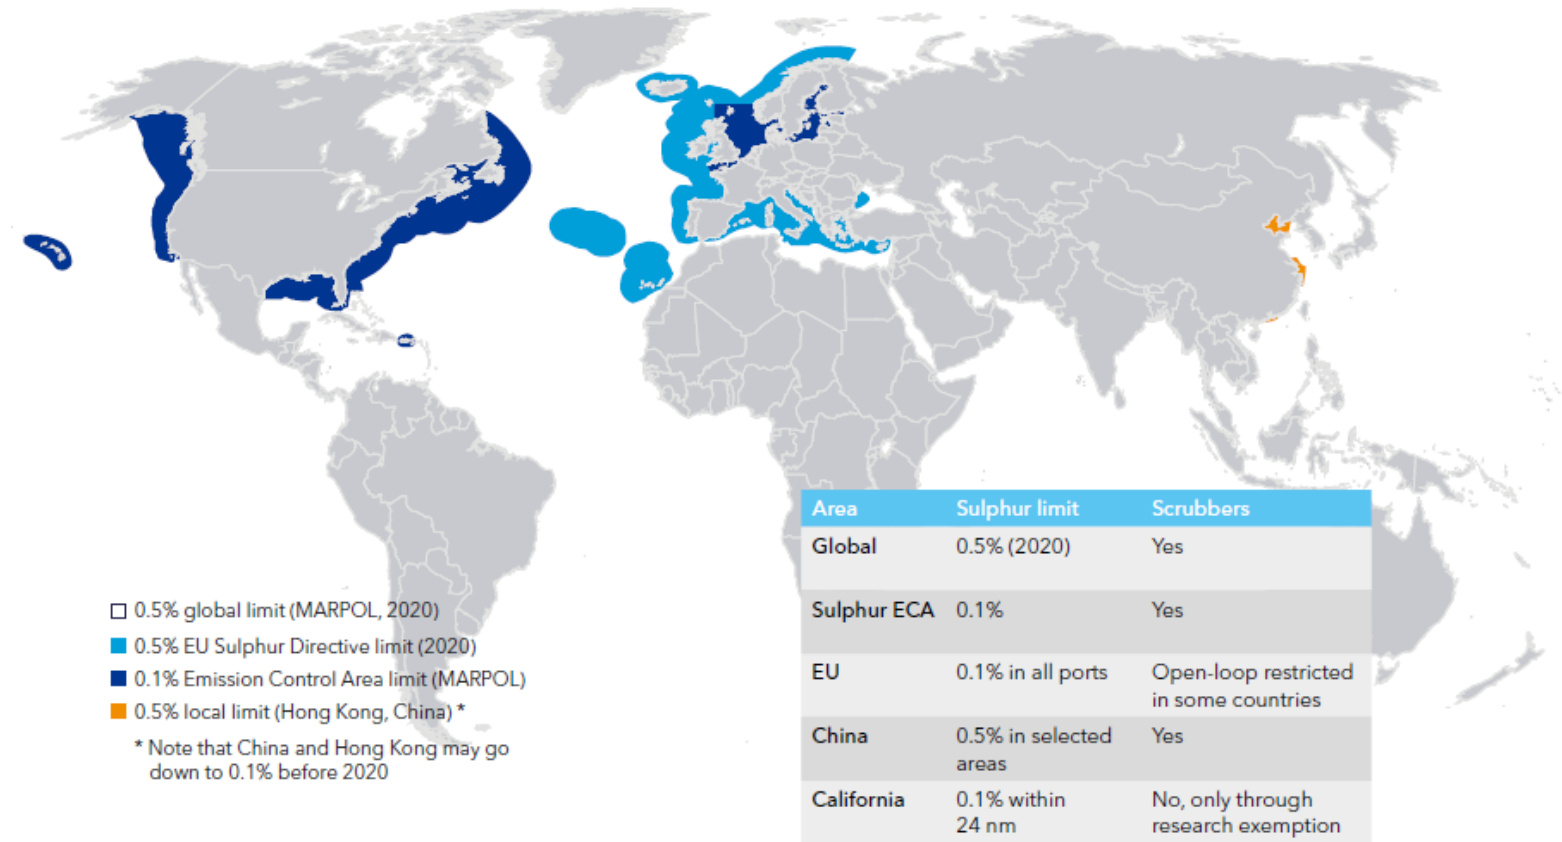 0.5% global limit (MARPOL, 2020)
0.5% EU Sulphur Directive limit (2020)
0.1% Emission Control Area limit (MARPOL)
0.5% local limit (Hong Kong, China) *
* Note that China and Hong Kong may go
down to 0.1% before 2020
Area Sulphur limit Scrubbers
Global 0.5% (2020) Yes
Sulphur ECA 0.1% Yes
EU 0.1% in all ports Open-loop restricted
in some countries
China 0.5% in selected Yes
areas
California 0.1% within No, only through
24 nm research exemption